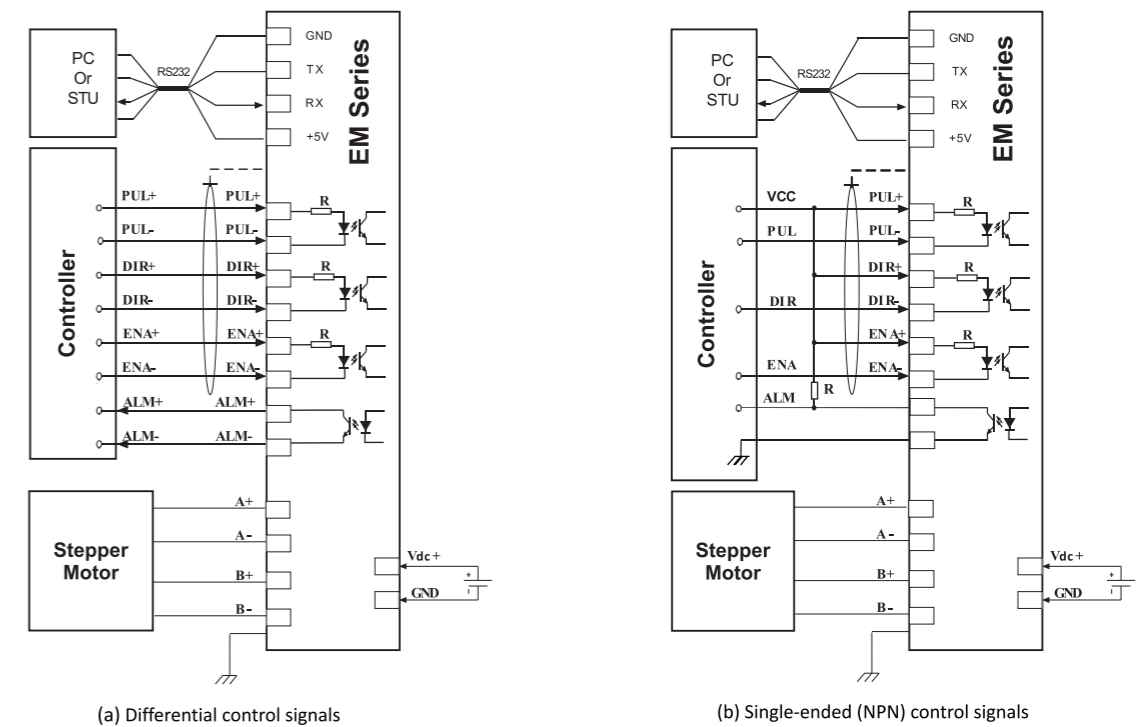 PC
Or
STU
RS232
GND
TX
RX
+5V
EM Series
Controller
PUL+ PUL+
R
PUL- PUL-
DIR+ DIR+
R
DIR- DIR-
ENA+ ENA+
R
ENA- ENA-
ALM+ ALM+
ALM- ALM-
Stepper
Motor
A+
A-
B+
B-
Vdc+
+
-
GND
(a) Differential control signals
PC
Or
STU
RS232
GND
TX
RX
+5V
EM Series
Controller
VCC PUL+
R
PUL PUL-
DIR+
R
DIR DIR-
ENA+
R
ENA ENA-
R
ALM
Stepper
Motor
A+
A-
B+
B-
Vdc+
+
-
GND
(b) Single-ended (NPN) control signals